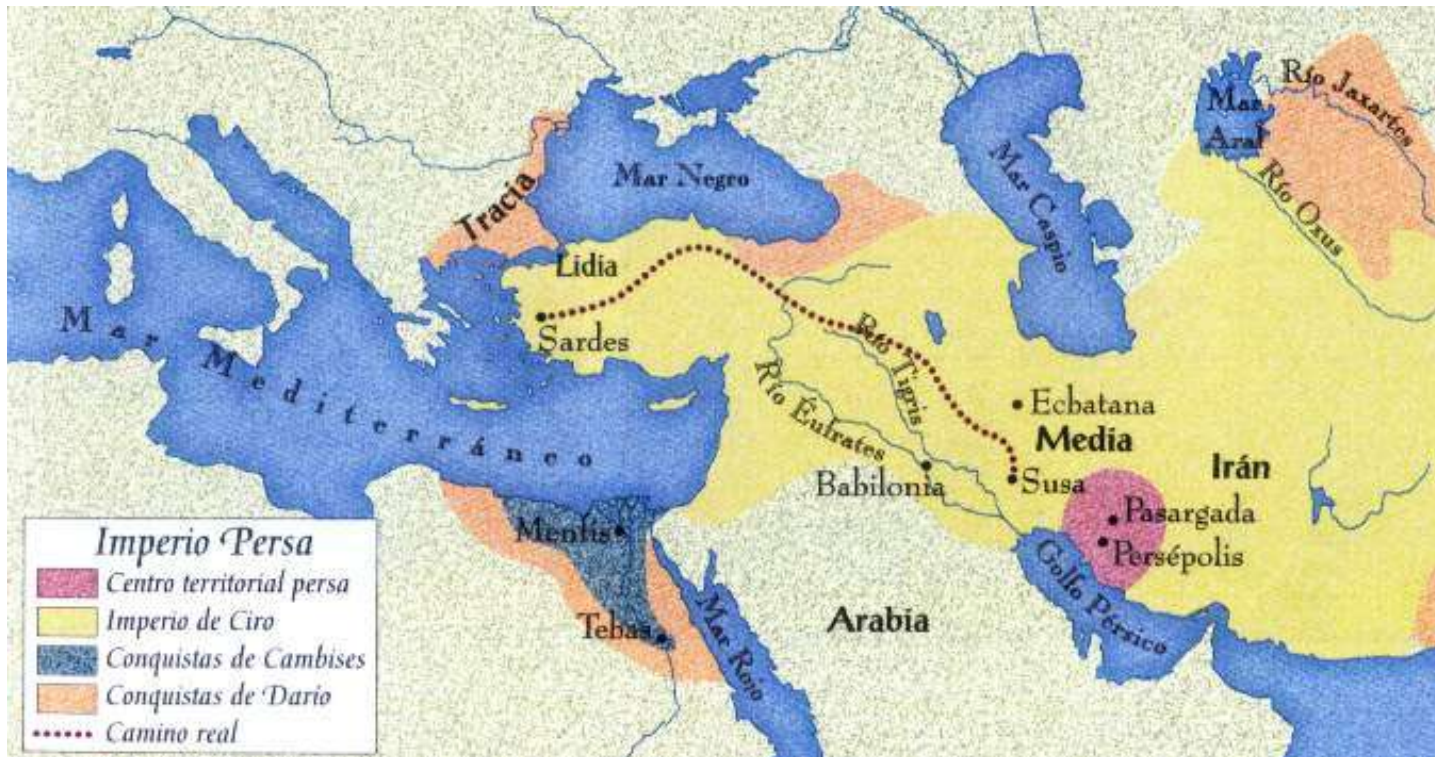 Río Jaxartes
Mar
Aral
Río Oxus
Mar Caspio
Mar Negro
Tracia
Lidia
Sardes
Mar Mediterráneo
Río Tigris
Río Éufrates
Ecbatana
Media
Irán
Babilonia
Susa
Pasargada
Persépolis
Golfo Pérsico
Menfis
Tebas
Mar Rojo
Arabia
Imperio Persa
Centro territorial persa
Imperio de Ciro
Conquistas de Cambises
Conquistas de Darío
Camino real